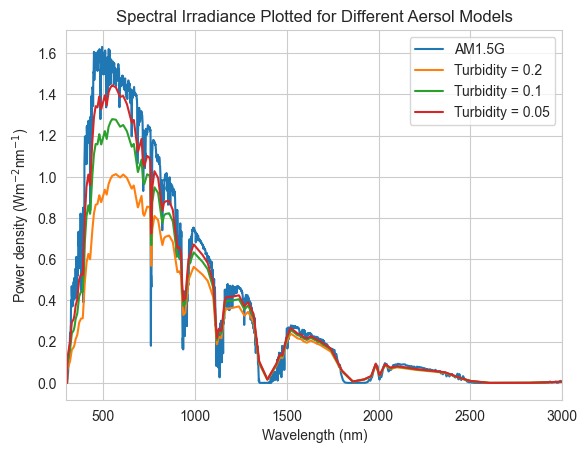 Spectral Irradiance Plotted for Different Aersol Models
AM1.5G
Turbidity = 0.2
Turbidity = 0.1
Turbidity = 0.05
Power density (Wm⁻²nm⁻¹)
1.6
1.4
1.2
1.0
0.8
0.6
0.4
0.2
0.0
500 1000 1500 2000 2500 3000
Wavelength (nm)